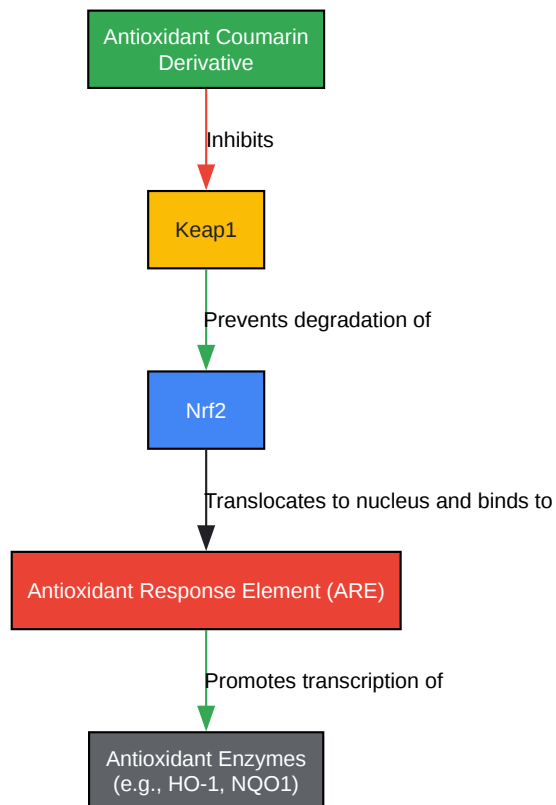 Antioxidant Coumarin
Derivative
Inhibits
Keap1
Prevents degradation of
Nrf2
Translocates to nucleus and binds to
Antioxidant Response Element (ARE)
Promotes transcription of
Antioxidant Enzymes
(e.g., HO-1, NQO1)